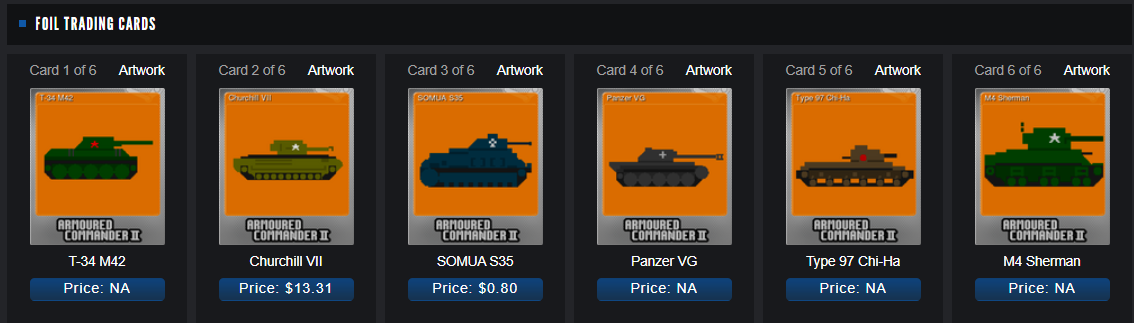 FOIL TRADING CARDS
Card 1 of 6 Artwork
T-34 M42
ARMOURED
COMMANDER II
T-34 M42
Price: NA
Card 2 of 6 Artwork
Churchill VII
ARMOURED
COMMANDER II
Churchill VII
Price: $13.31
Card 3 of 6 Artwork
SOMUA S35
ARMOURED
COMMANDER II
SOMUA S35
Price: $0.80
Card 4 of 6 Artwork
Panzer VG
ARMOURED
COMMANDER II
Panzer VG
Price: NA
Card 5 of 6 Artwork
Type 97 Chi-Ha
ARMOURED
COMMANDER II
Type 97 Chi-Ha
Price: NA
Card 6 of 6 Artwork
M4 Sherman
ARMOURED
COMMANDER II
M4 Sherman
Price: NA